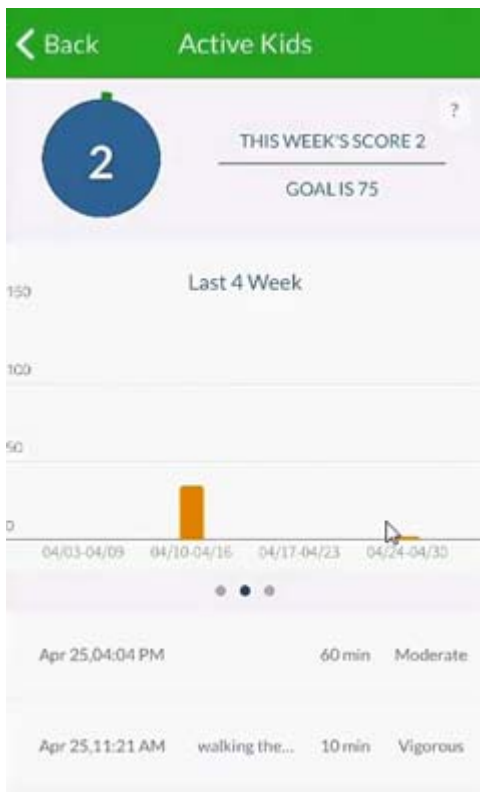 Back Active Kids
?
2
THIS WEEK'S SCORE 2
GOAL IS 75
Last 4 Week
150
100
50
0
04/03-04/09 04/10-04/16 04/17-04/23 04/24-04/30
Apr 25,04:04 PM 60 min Moderate
Apr 25,11:21 AM walking the... 10 min Vigorous